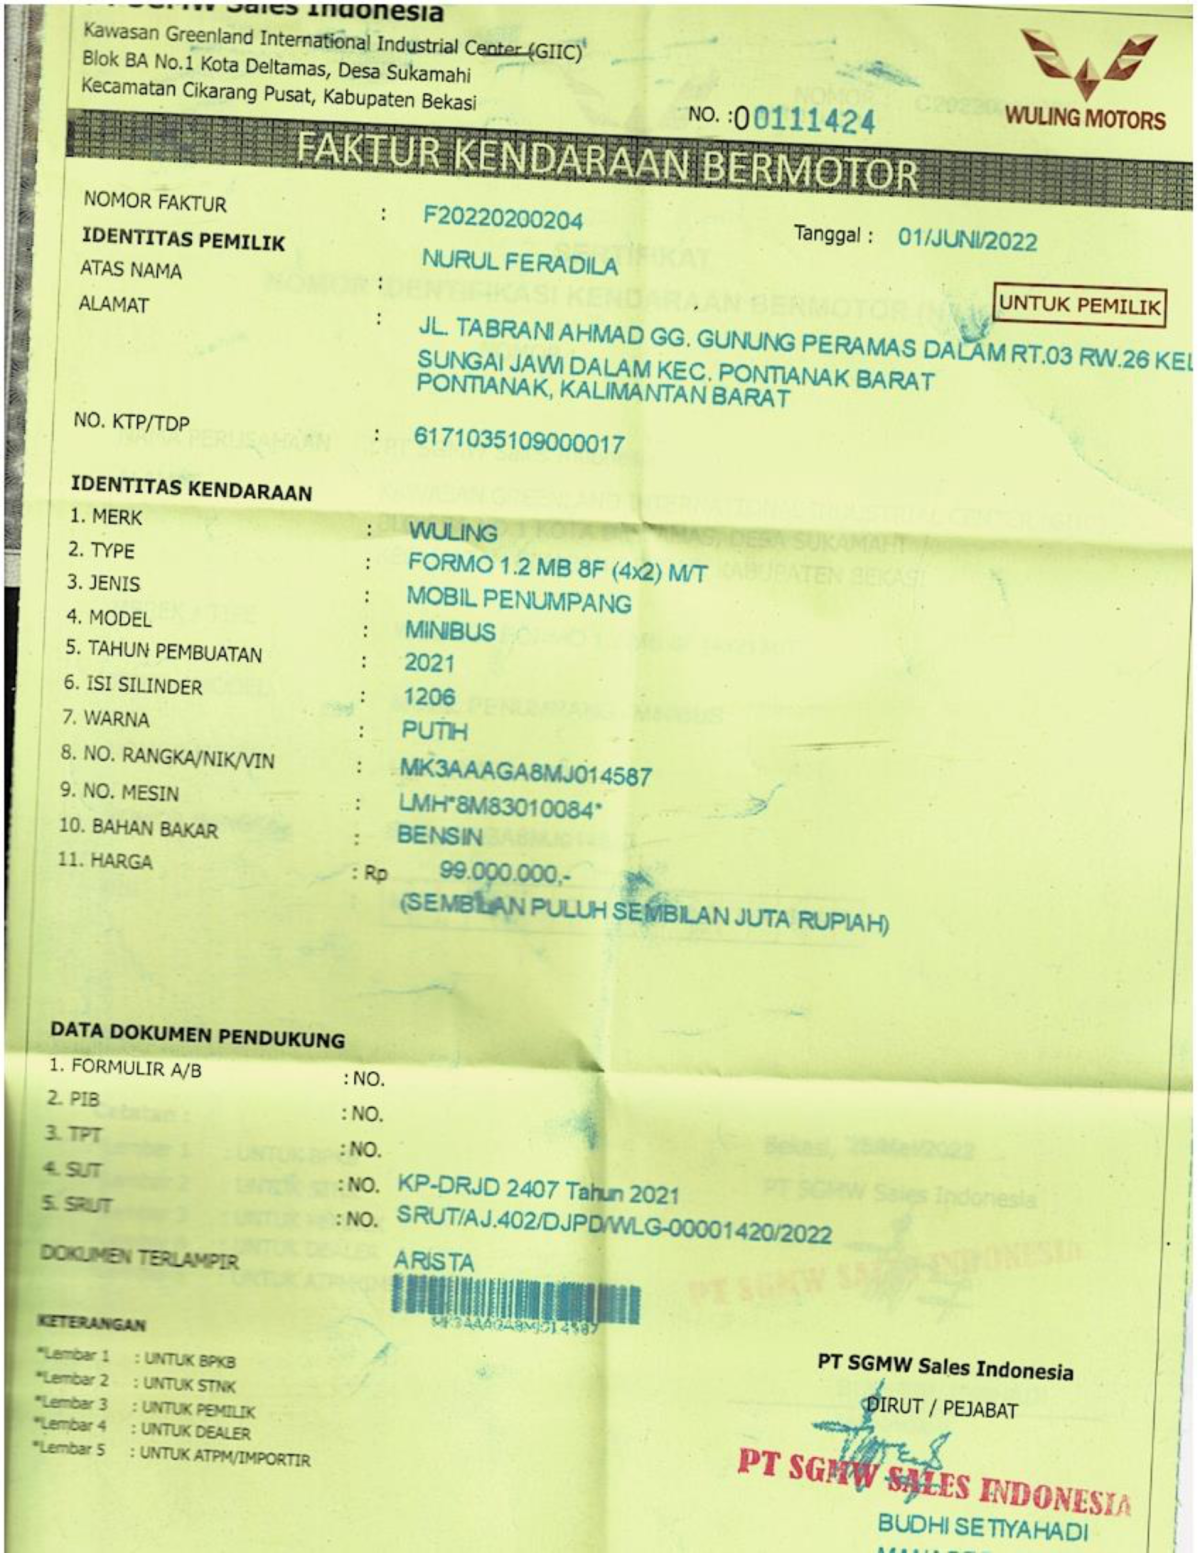 PT SGMW Sales Indonesia
Kawasan Greenland International Industrial Center (GIIC)
Blok BA No.1 Kota Deltamas, Desa Sukamahi
Kecamatan Cikarang Pusat, Kabupaten Bekasi
NO. :00111424
WULING MOTORS
FAKTUR KENDARAAN BERMOTOR
NOMOR FAKTUR : F20220200204 Tanggal : 01/JUNI/2022
IDENTITAS PEMILIK
ATAS NAMA : NURUL FERADILA
UNTUK PEMILIK
ALAMAT : JL. TABRANI AHMAD GG. GUNUNG PERAMAS DALAM RT.03 RW.26 KEL
SUNGAI JAWI DALAM KEC. PONTIANAK BARAT
PONTIANAK, KALIMANTAN BARAT
NO. KTP/TDP : 6171035109000017
IDENTITAS KENDARAAN
1. MERK : WULING
2. TYPE : FORMO 1.2 MB 8F (4x2) M/T
3. JENIS : MOBIL PENUMPANG
4. MODEL : MINIBUS
5. TAHUN PEMBUATAN : 2021
6. ISI SILINDER : 1206
7. WARNA : PUTIH
8. NO. RANGKA/NIK/VIN : MK3AAAGA8MJ014587
9. NO. MESIN : LMH*8M83010084*
10. BAHAN BAKAR : BENSIN
11. HARGA : Rp 99.000.000,-
(SEMBILAN PULUH SEMBILAN JUTA RUPIAH)
DATA DOKUMEN PENDUKUNG
1. FORMULIR A/B : NO.
2. PIB : NO.
3. TPT : NO.
4. SUT : NO. KP-DRJD 2407 Tahun 2021
5. SRUT : NO. SRUT/AJ.402/DJPD/WLG-00001420/2022
DOKUMEN TERLAMPIR ARISTA
MK3AAAGA8MJ014587
KETERANGAN
*Lembar 1 : UNTUK BPKB
*Lembar 2 : UNTUK STNK
*Lembar 3 : UNTUK PEMILIK
*Lembar 4 : UNTUK DEALER
*Lembar 5 : UNTUK ATPM/IMPORTIR
PT SGMW Sales Indonesia
DIRUT / PEJABAT
PT SGMW SALES INDONESIA
BUDHI SETIYAHADI